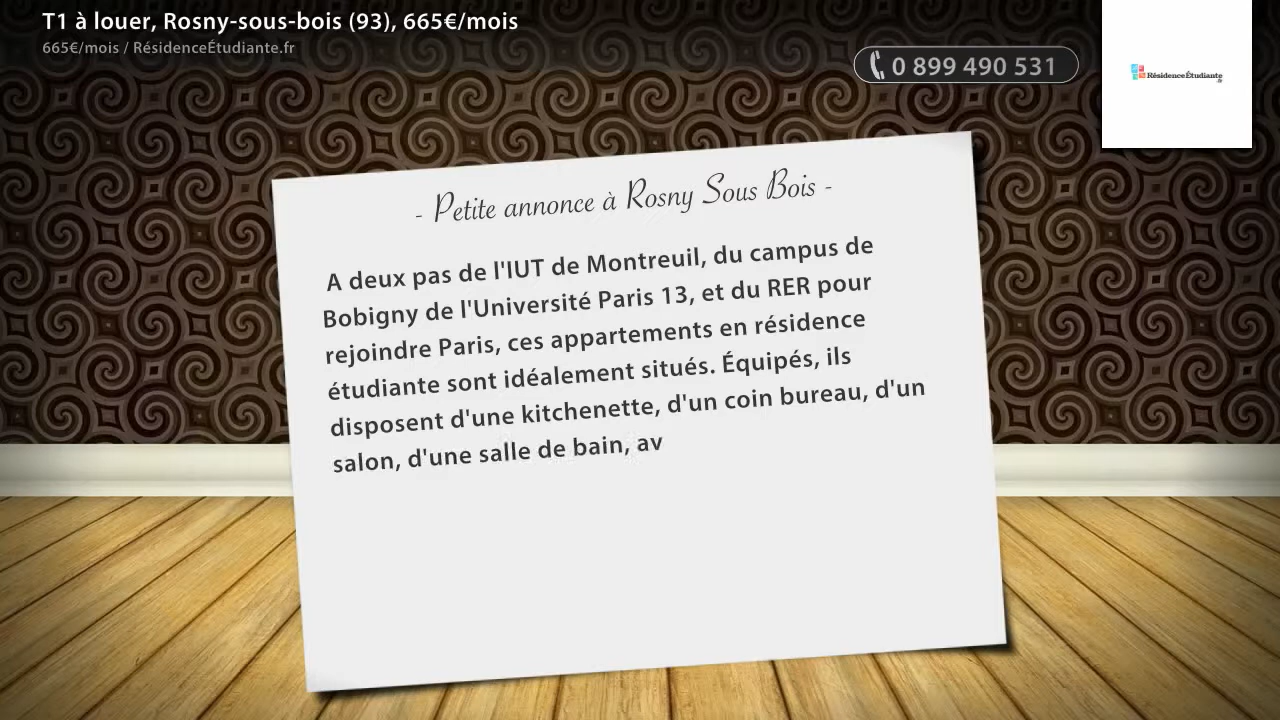 T1 à louer, Rosny-sous-bois (93), 665€/mois
665€/mois / RésidenceÉtudiante.fr
0 899 490 531
RésidenceÉtudiante
.fr
- Petite annonce à Rosny Sous Bois -
A deux pas de l'IUT de Montreuil, du campus de
Bobigny de l'Université Paris 13, et du RER pour
rejoindre Paris, ces appartements en résidence
étudiante sont idéalement situés. Équipés, ils
disposent d'une kitchenette, d'un coin bureau, d'un
salon, d'une salle de bain, av